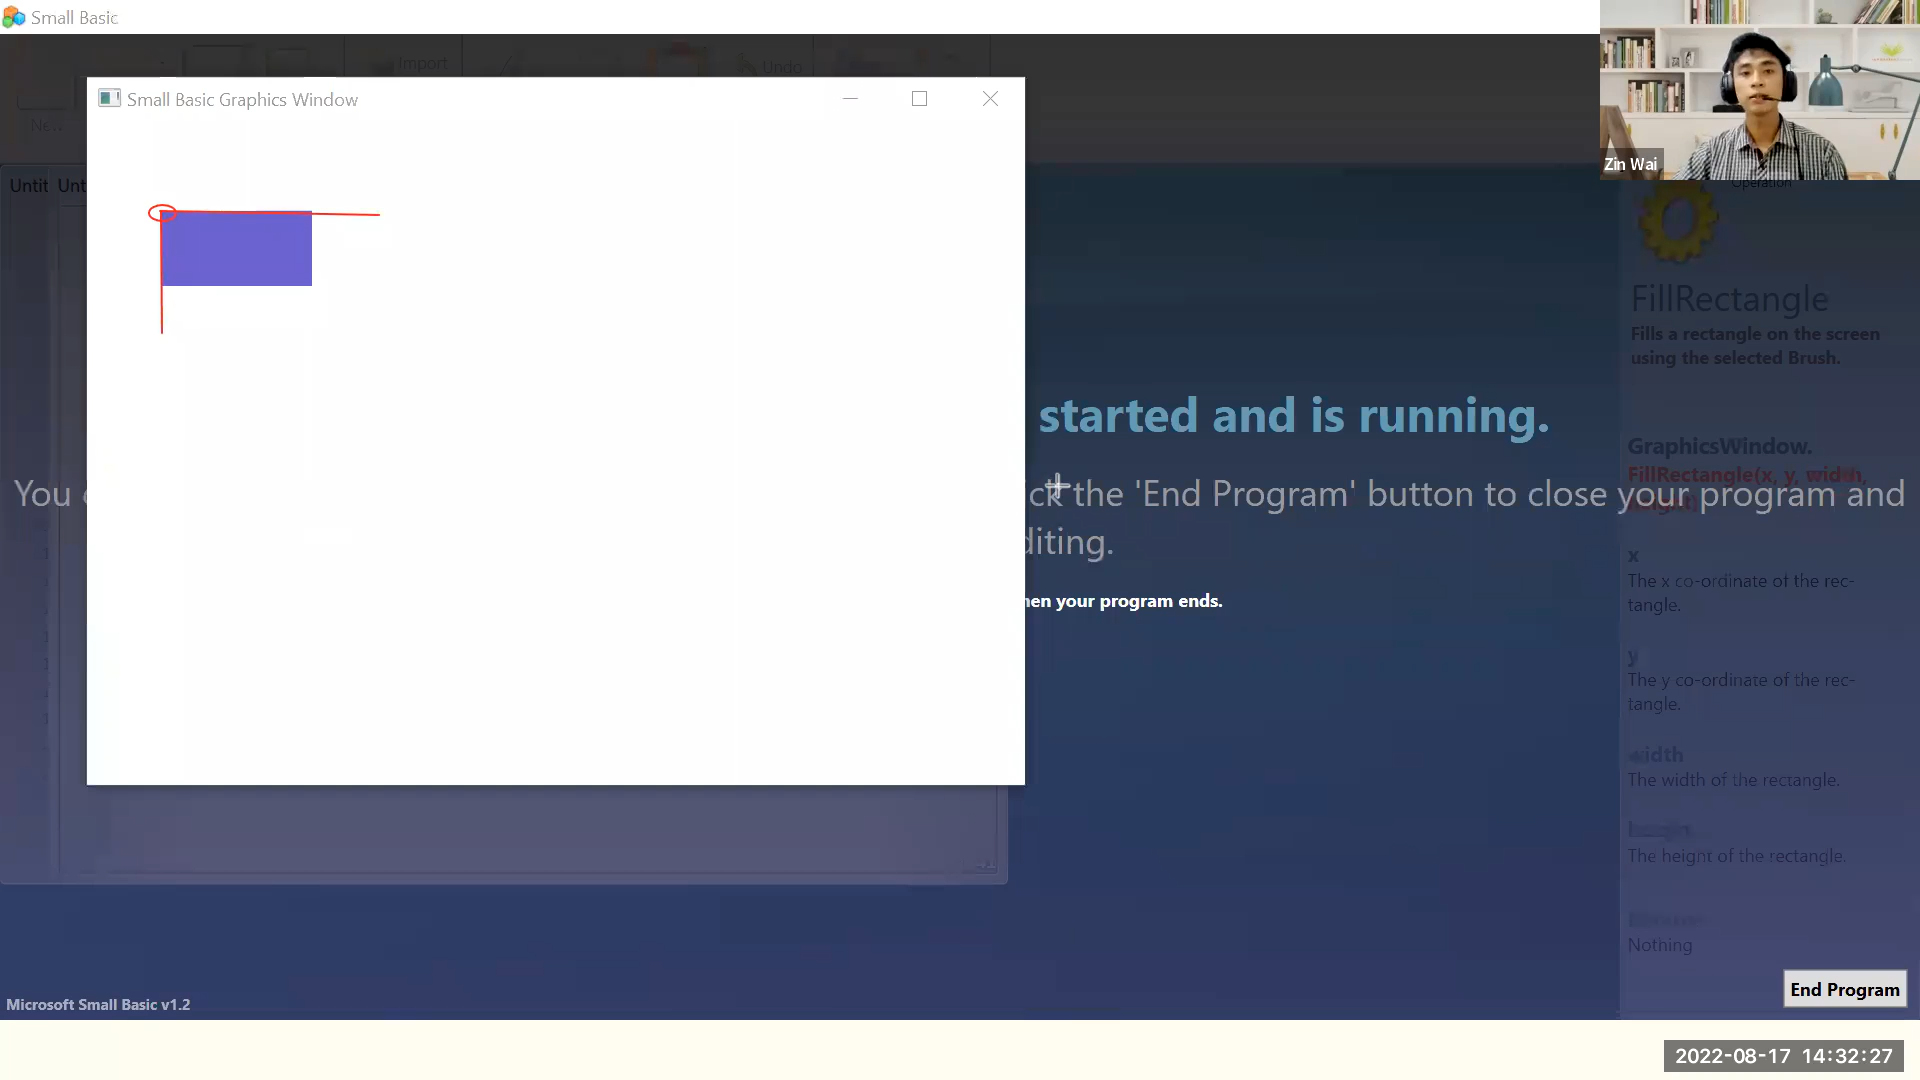 Small Basic
Import
Undo
New
Small Basic Graphics Window
Zin Wai
Operation
Untit Unt
FillRectangle
Fills a rectangle on the screen
using the selected Brush.
started and is running.
GraphicsWindow.
FillRectangle(x, y, width,
height)
You
the 'End Program' button to close your program and
diting.
x
The x co-ordinate of the rec-
tangle.
hen your program ends.
y
The y co-ordinate of the rec-
tangle.
width
The width of the rectangle.
height
The height of the rectangle.
Nothing
End Program
Microsoft Small Basic v1.2
2022-08-17 14:32:27